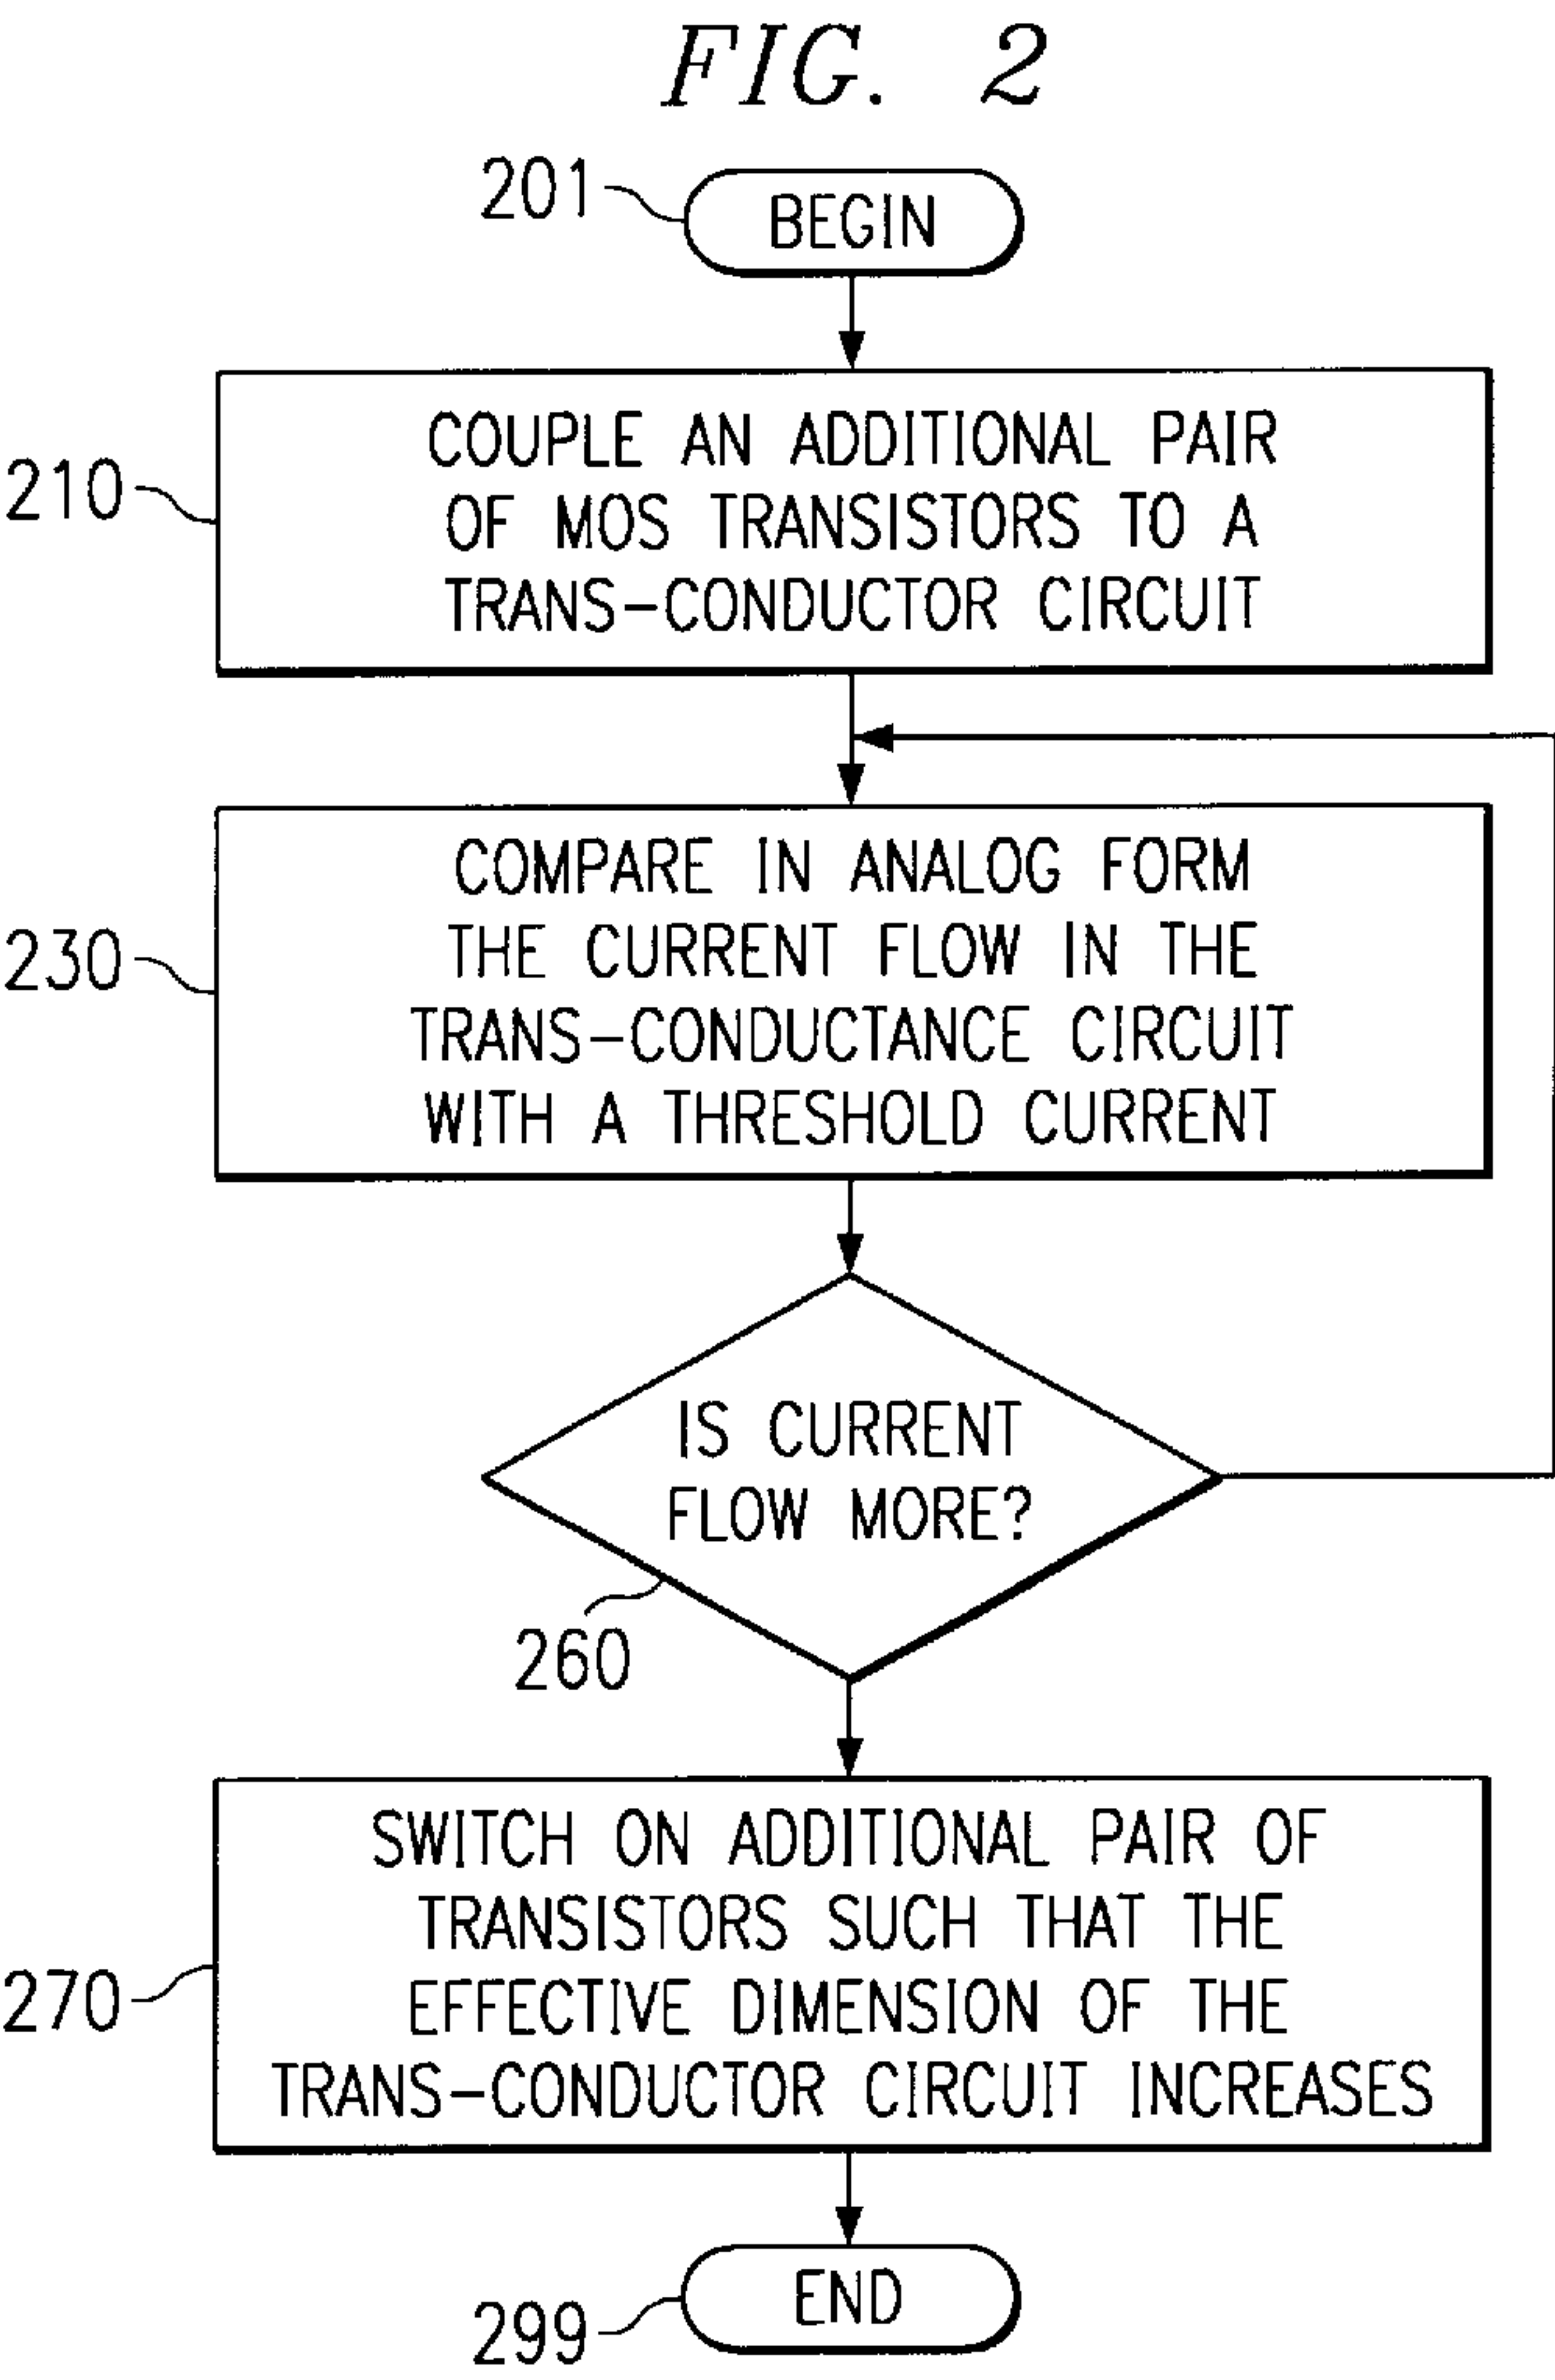 FIG. 2
201
BEGIN
COUPLE AN ADDITIONAL PAIR
OF MOS TRANSISTORS TO A
TRANS-CONDUCTOR CIRCUIT
210
COMPARE IN ANALOG FORM
THE CURRENT FLOW IN THE
TRANS-CONDUCTANCE CIRCUIT
WITH A THRESHOLD CURRENT
230
IS CURRENT
FLOW MORE?
260
SWITCH ON ADDITIONAL PAIR OF
TRANSISTORS SUCH THAT THE
EFFECTIVE DIMENSION OF THE
TRANS-CONDUCTOR CIRCUIT INCREASES
270
END
299